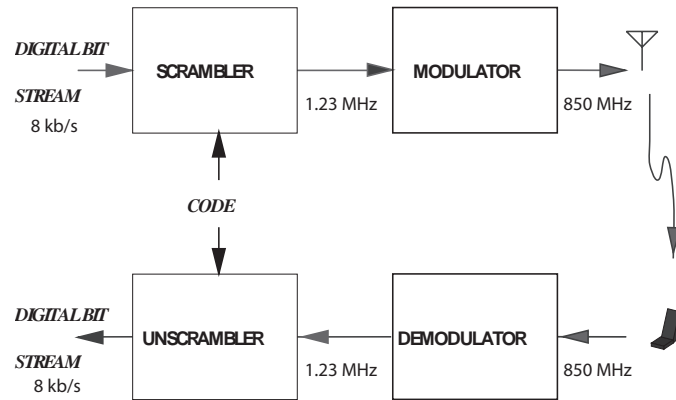 DIGITAL BIT
SCRAMBLER
MODULATOR
STREAM
1.23 MHz
850 MHz
8 kb/s
CODE
DIGITAL BIT
UNSCRAMBLER
DEMODULATOR
STREAM
1.23 MHz
850 MHz
8 kb/s